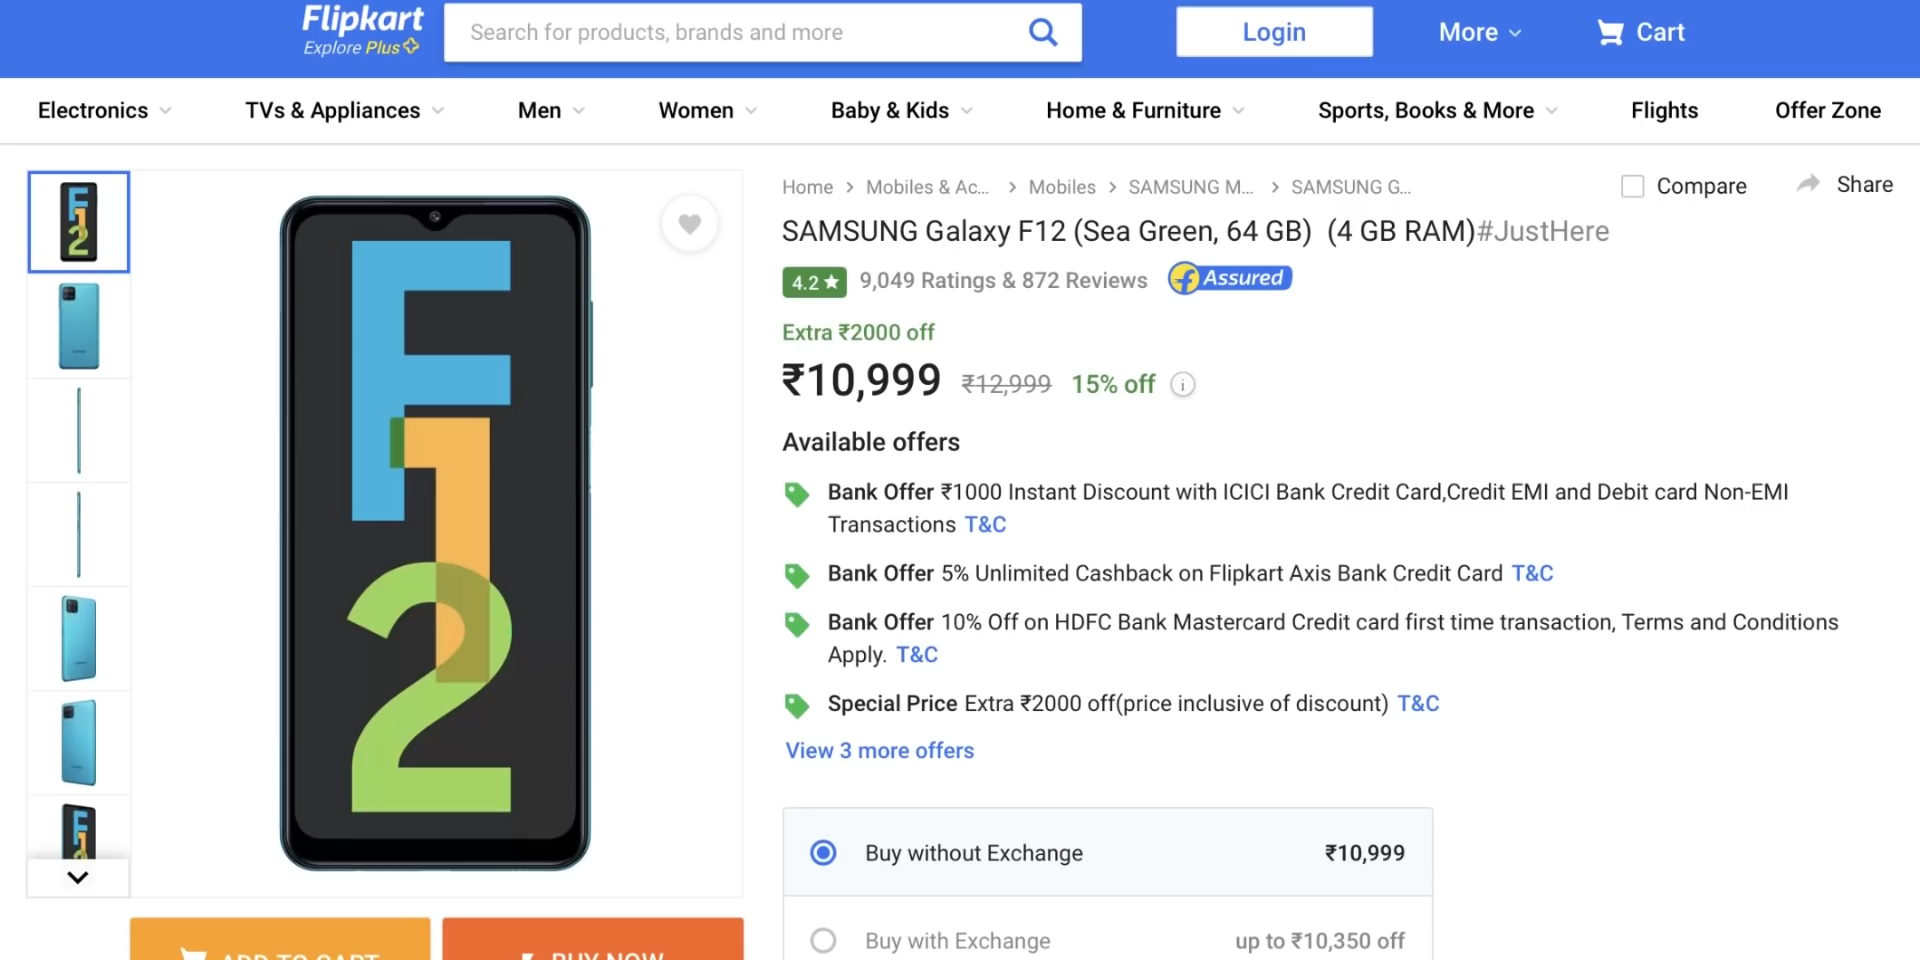 Flipkart
Explore Plus
Search for products, brands and more
Login
More
Cart
Electronics
TVs & Appliances
Men
Women
Baby & Kids
Home & Furniture
Sports, Books & More
Flights
Offer Zone
Home
Mobiles & Ac...
Mobiles
SAMSUNG M...
SAMSUNG G...
Compare
Share
SAMSUNG Galaxy F12 (Sea Green, 64 GB) (4 GB RAM)#JustHere
4.2★ 9,049 Ratings & 872 Reviews
Assured
Extra ₹2000 off
₹10,999 ₹12,999 15% off
Available offers
Bank Offer ₹1000 Instant Discount with ICICI Bank Credit Card,Credit EMI and Debit card Non-EMI
Transactions T&C
Bank Offer 5% Unlimited Cashback on Flipkart Axis Bank Credit Card T&C
Bank Offer 10% Off on HDFC Bank Mastercard Credit card first time transaction, Terms and Conditions
Apply. T&C
Special Price Extra ₹2000 off(price inclusive of discount) T&C
View 3 more offers
Buy without Exchange ₹10,999
Buy with Exchange up to ₹10,350 off
F
1
2
ADD TO CART
BUY NOW